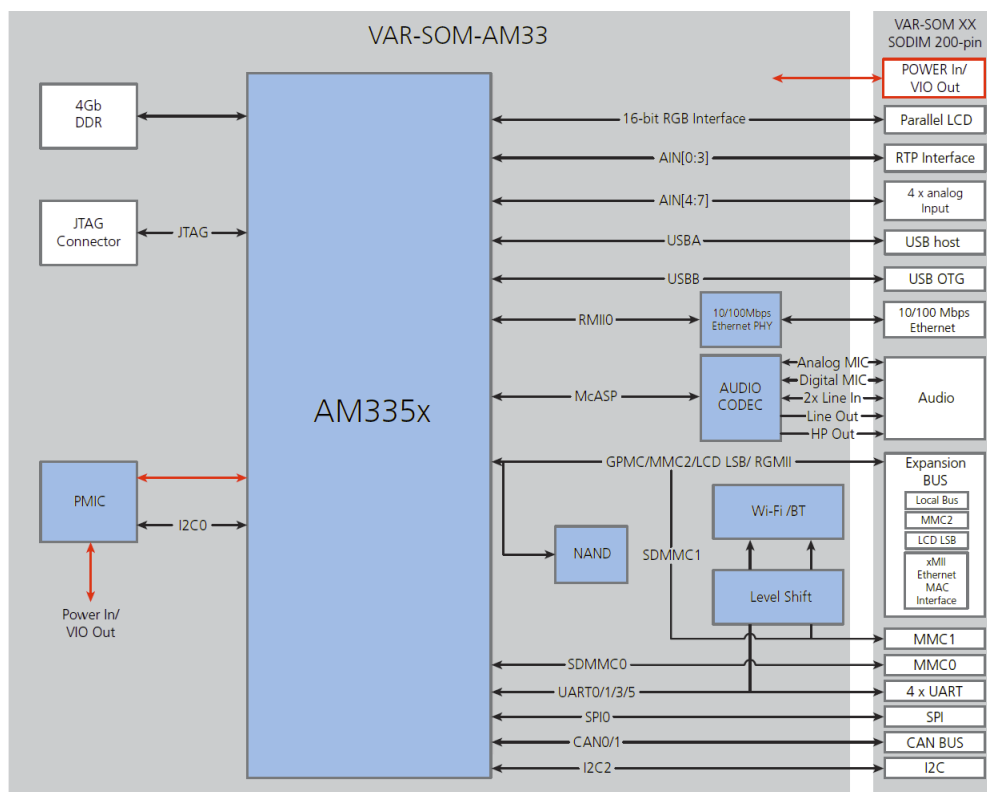 VAR-SOM-AM33
VAR-SOM XX
SODIM 200-pin
POWER In/
VIO Out
4Gb
DDR
16-bit RGB Interface
Parallel LCD
AIN[0:3]
RTP Interface
AIN[4:7]
4 x analog
Input
JTAG
Connector
JTAG
USBA
USB host
USBB
USB OTG
RMII0
10/100Mbps
Ethernet PHY
10/100 Mbps
Ethernet
AM335x
McASP
AUDIO
CODEC
Analog MIC
Digital MIC
2x Line In
Line Out
HP Out
Audio
PMIC
I2C0
Power In/
VIO Out
GPMC/MMC2/LCD LSB/ RGMII
Expansion
BUS
Local Bus
MMC2
LCD LSB
xMII
Ethernet
MAC
Interface
NAND
SDMMC1
Wi-Fi /BT
Level Shift
MMC1
SDMMC0
MMC0
UART0/1/3/5
4 x UART
SPI0
SPI
CAN0/1
CAN BUS
I2C2
I2C